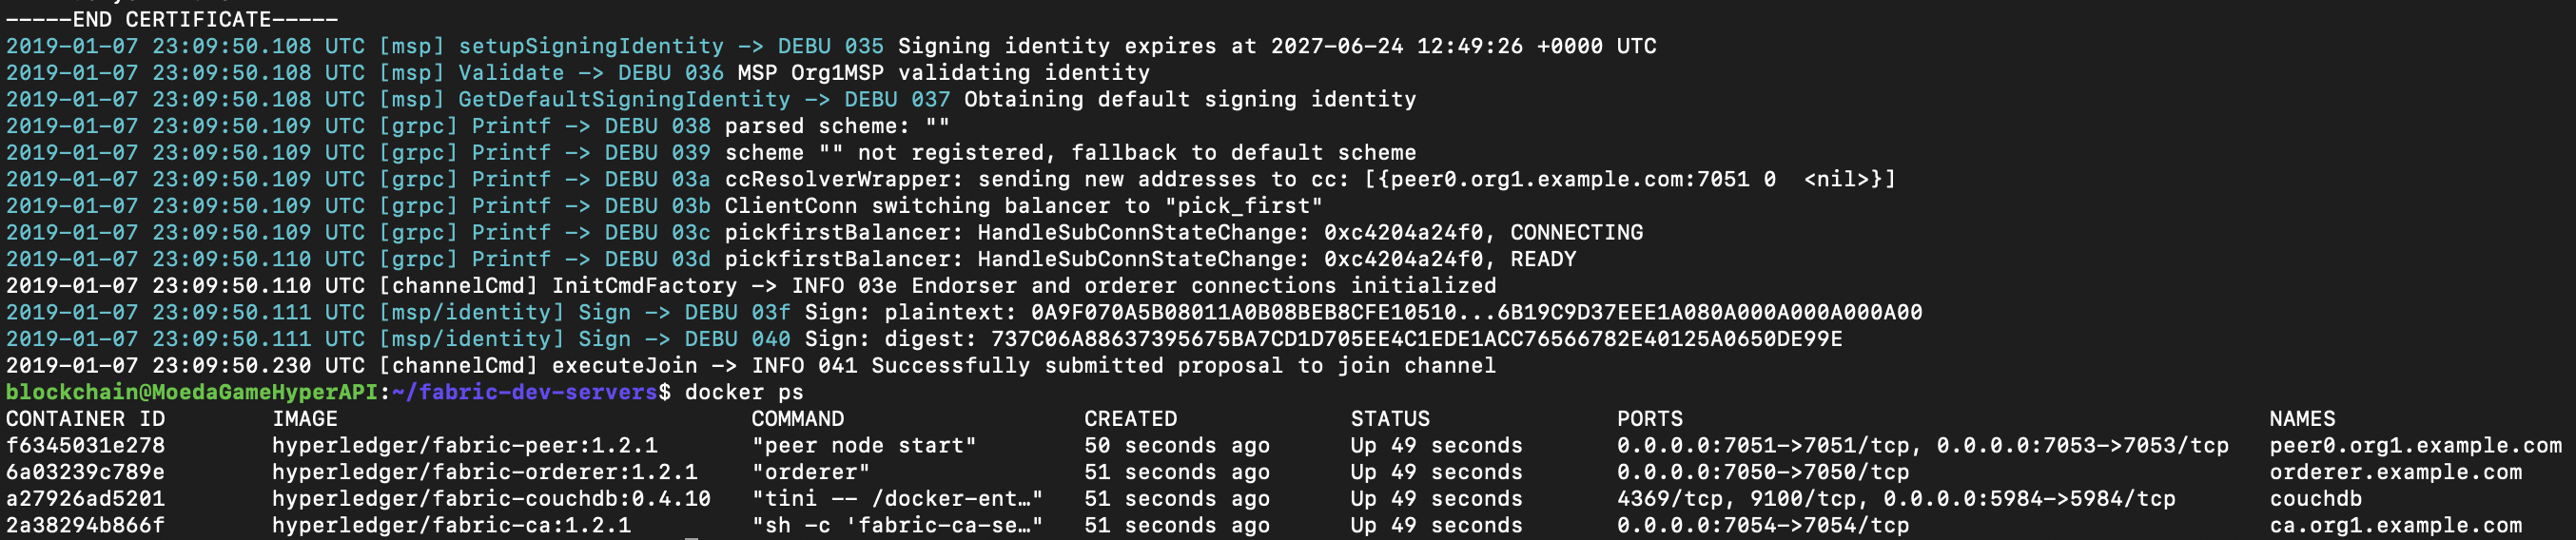 -----END CERTIFICATE-----
2019-01-07 23:09:50.108 UTC [msp] setupSigningIdentity -> DEBU 035 Signing identity expires at 2027-06-24 12:49:26 +0000 UTC
2019-01-07 23:09:50.108 UTC [msp] Validate -> DEBU 036 MSP Org1MSP validating identity
2019-01-07 23:09:50.108 UTC [msp] GetDefaultSigningIdentity -> DEBU 037 Obtaining default signing identity
2019-01-07 23:09:50.109 UTC [grpc] Printf -> DEBU 038 parsed scheme: ""
2019-01-07 23:09:50.109 UTC [grpc] Printf -> DEBU 039 scheme "" not registered, fallback to default scheme
2019-01-07 23:09:50.109 UTC [grpc] Printf -> DEBU 03a ccResolverWrapper: sending new addresses to cc: [{peer0.org1.example.com:7051 0  <nil>}]
2019-01-07 23:09:50.109 UTC [grpc] Printf -> DEBU 03b ClientConn switching balancer to "pick_first"
2019-01-07 23:09:50.109 UTC [grpc] Printf -> DEBU 03c pickfirstBalancer: HandleSubConnStateChange: 0xc4204a24f0, CONNECTING
2019-01-07 23:09:50.110 UTC [grpc] Printf -> DEBU 03d pickfirstBalancer: HandleSubConnStateChange: 0xc4204a24f0, READY
2019-01-07 23:09:50.110 UTC [channelCmd] InitCmdFactory -> INFO 03e Endorser and orderer connections initialized
2019-01-07 23:09:50.111 UTC [msp/identity] Sign -> DEBU 03f Sign: plaintext: 0A9F070A5B08011A0B08BEB8CFE10510...6B19C9D37EEE1A080A000A000A000A00
2019-01-07 23:09:50.111 UTC [msp/identity] Sign -> DEBU 040 Sign: digest: 737C06A88637395675BA7CD1D705EE4C1EDE1ACC76566782E40125A0650DE99E
2019-01-07 23:09:50.230 UTC [channelCmd] executeJoin -> INFO 041 Successfully submitted proposal to join channel
blockchain@MoedaGameHyperAPI:~/fabric-dev-servers$ docker ps
CONTAINER ID IMAGE COMMAND CREATED STATUS PORTS NAMES
f6345031e278 hyperledger/fabric-peer:1.2.1 "peer node start" 50 seconds ago Up 49 seconds 0.0.0.0:7051->7051/tcp, 0.0.0.0:7053->7053/tcp peer0.org1.example.com
6a03239c789e hyperledger/fabric-orderer:1.2.1 "orderer" 51 seconds ago Up 49 seconds 0.0.0.0:7050->7050/tcp orderer.example.com
a27926ad5201 hyperledger/fabric-couchdb:0.4.10 "tini -- /docker-ent…" 51 seconds ago Up 49 seconds 4369/tcp, 9100/tcp, 0.0.0.0:5984->5984/tcp couchdb
2a38294b866f hyperledger/fabric-ca:1.2.1 "sh -c 'fabric-ca-se…" 51 seconds ago Up 49 seconds 0.0.0.0:7054->7054/tcp ca.org1.example.com